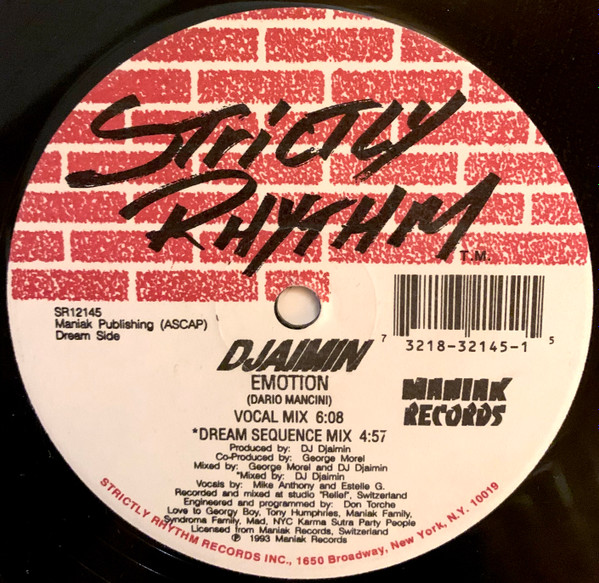 STRICTLY
RHYTHM
T.M.
SR12145
Maniak Publishing (ASCAP)
Dream Side
7 3218-32145-1 5
DJAIMIN
EMOTION
(DARIO MANCINI)
VOCAL MIX 6:08
*DREAM SEQUENCE MIX 4:57
MANIAK
RECORDS
Produced by: DJ Djaimin
Co-Produced by: George Morel
Mixed by: George Morel and DJ Djaimin
*Mixed by: DJ Djaimin
Vocals by: Mike Anthony and Estelle G.
Recorded and mixed at studio "Relief", Switzerland
Engineered and programmed by: Don Torche
Love to Georgy Boy, Tony Humphries, Maniak Family,
Syndroma Family, Mad, NYC Karma Sutra Party People
Licensed from Maniak Records, Switzerland
℗ 1993 Maniak Records
STRICTLY RHYTHM RECORDS INC., 1650 Broadway, New York, N.Y. 10019